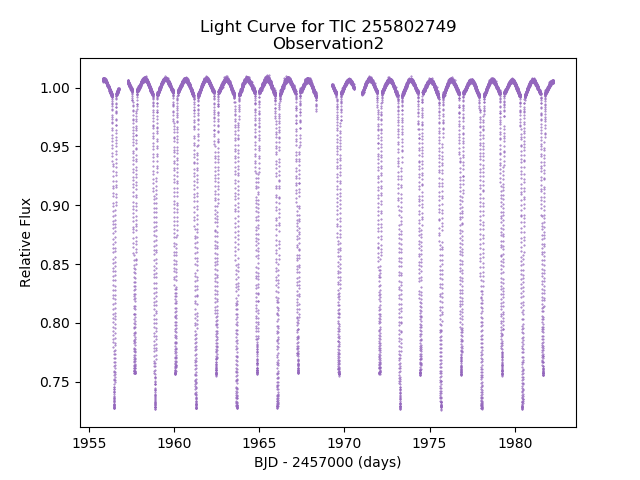 Light Curve for TIC 255802749
Observation2
1.00
0.95
0.90
0.85
0.80
0.75
Relative Flux
1955 1960 1965 1970 1975 1980
BJD - 2457000 (days)